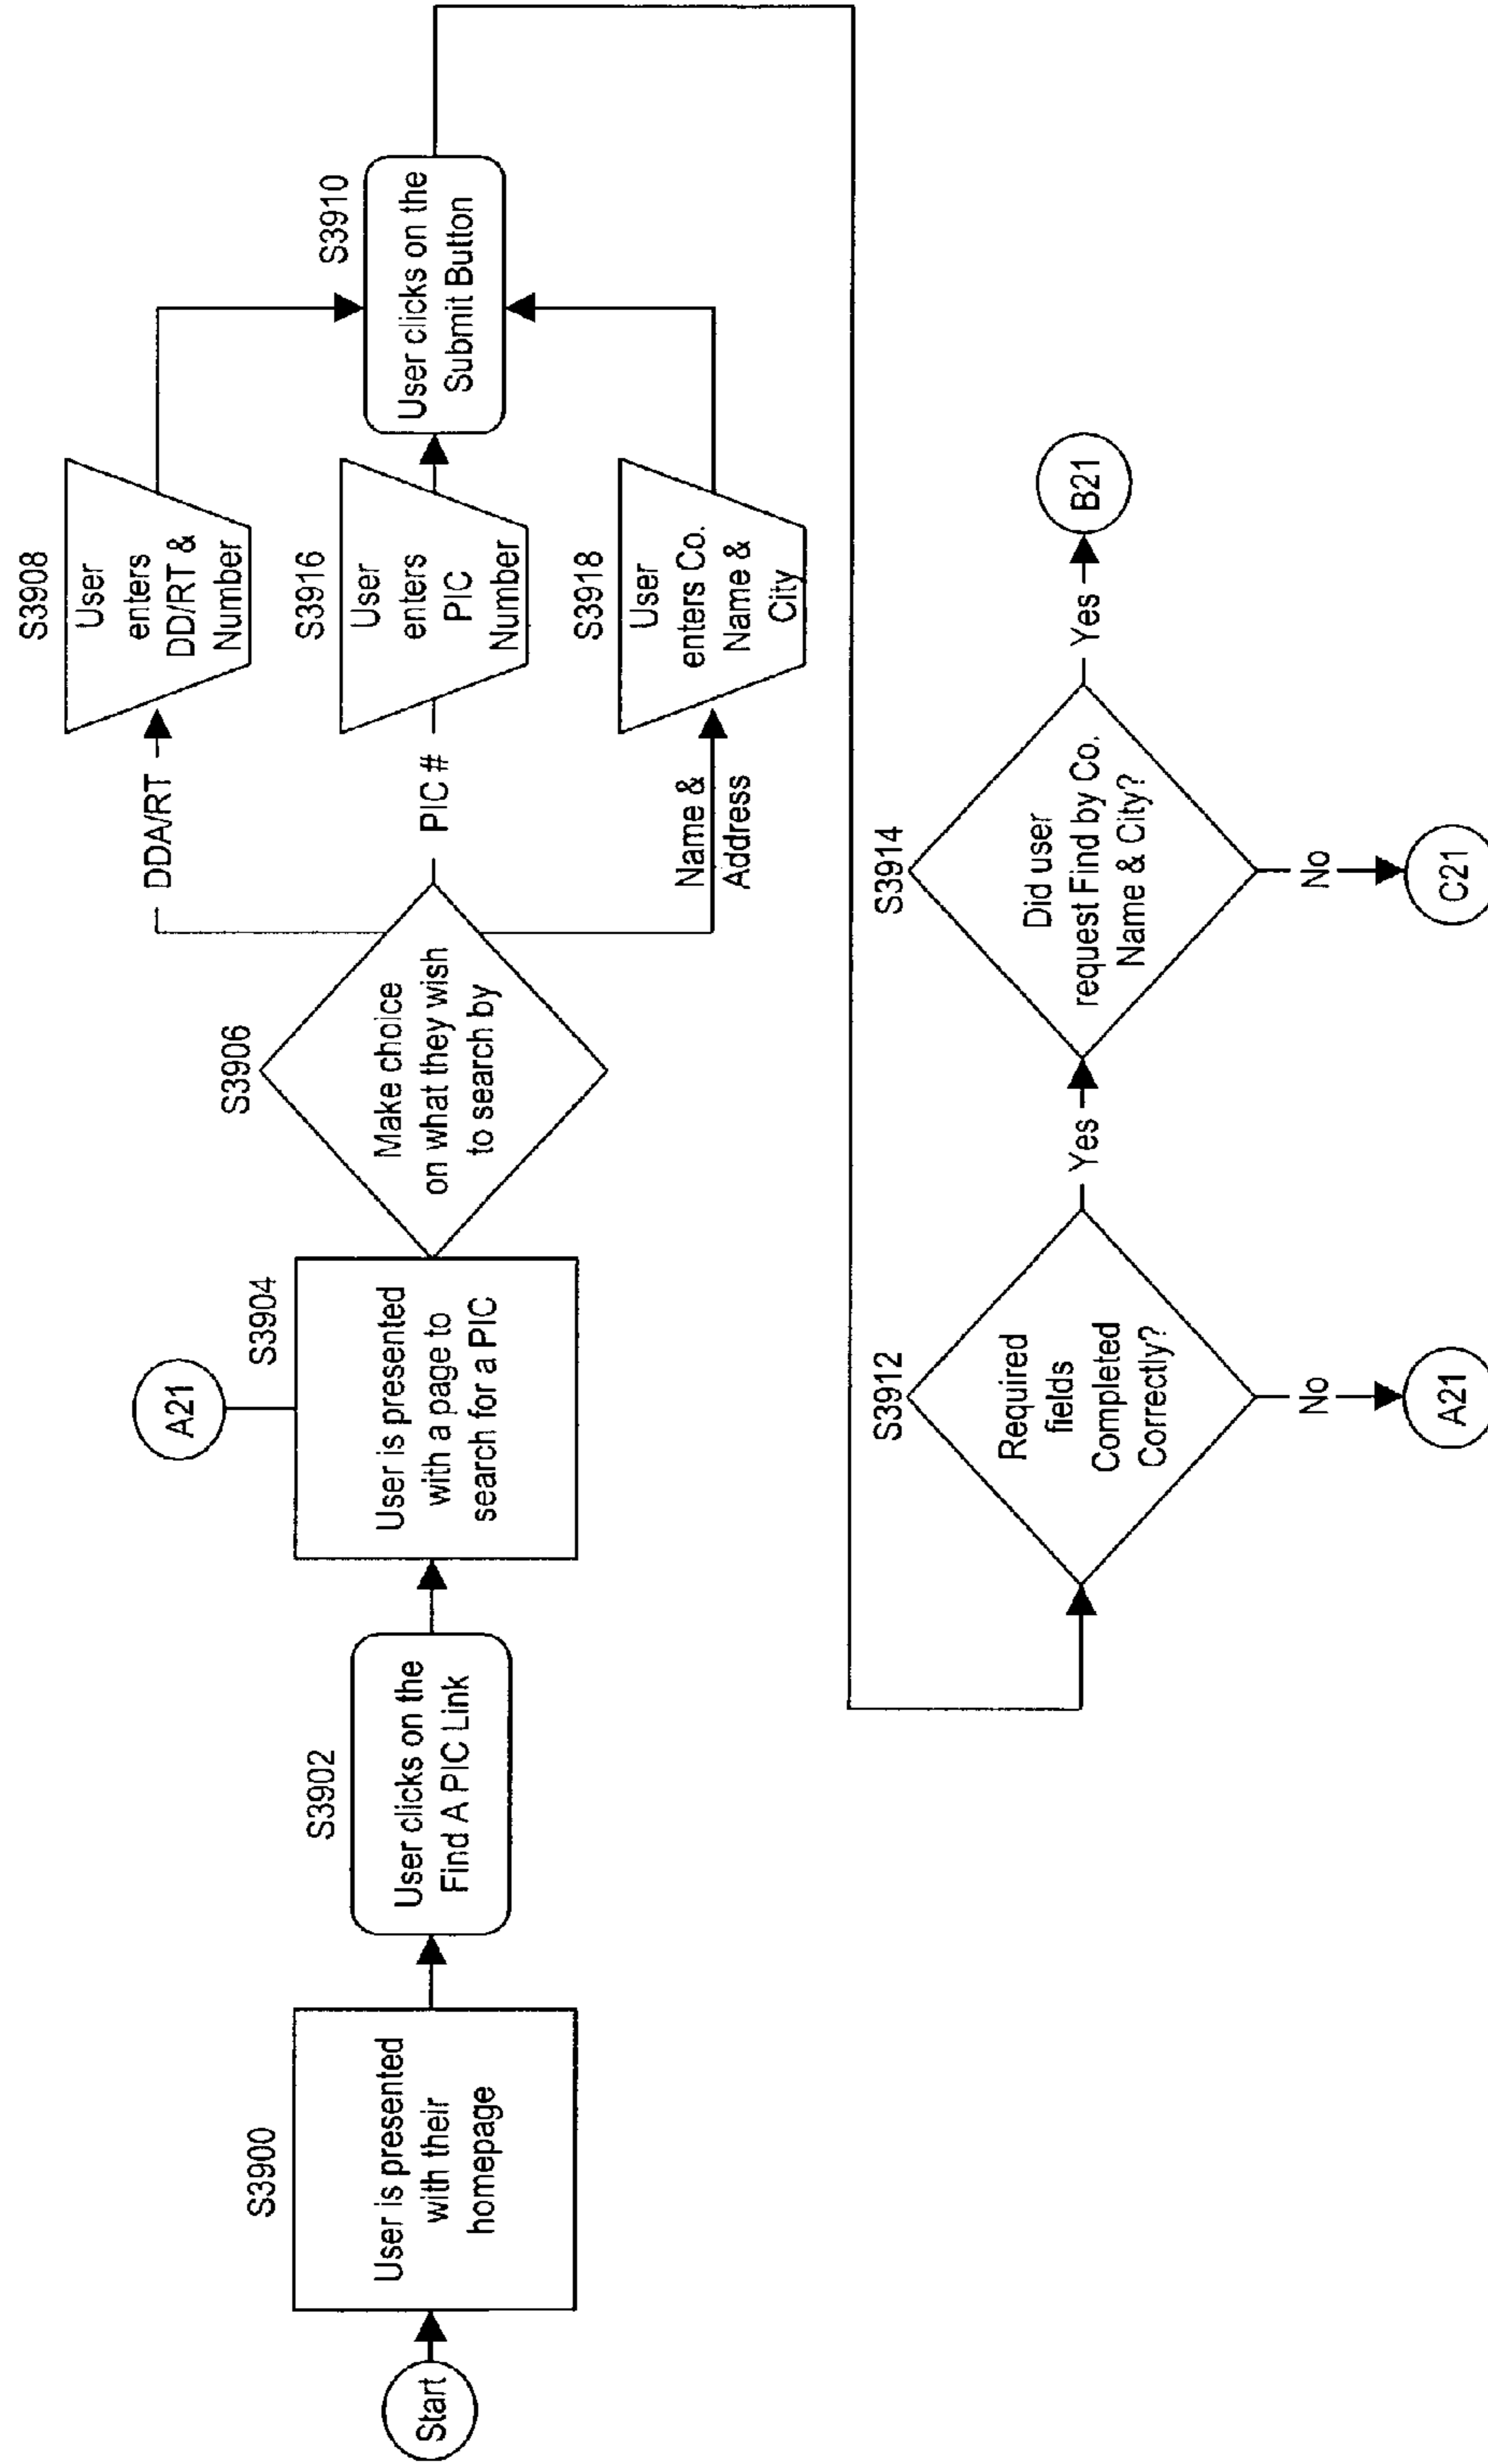 Start
S3900
User is presented
with their
homepage
S3902
User clicks on the
Find A PIC Link
A21
S3904
User is presented
with a page to
search for a PIC
S3906
Make choice
on what they wish
to search by
DDA/RT
PIC #
Name &
Address
S3908
User
enters
DD/RT &
Number
S3916
User
enters
PIC
Number
S3918
User
enters Co.
Name &
City
S3910
User clicks on the
Submit Button
S3912
Required
fields
Completed
Correctly?
No
A21
Yes
S3914
Did user
request Find by Co.
Name & City?
No
C21
Yes
B21